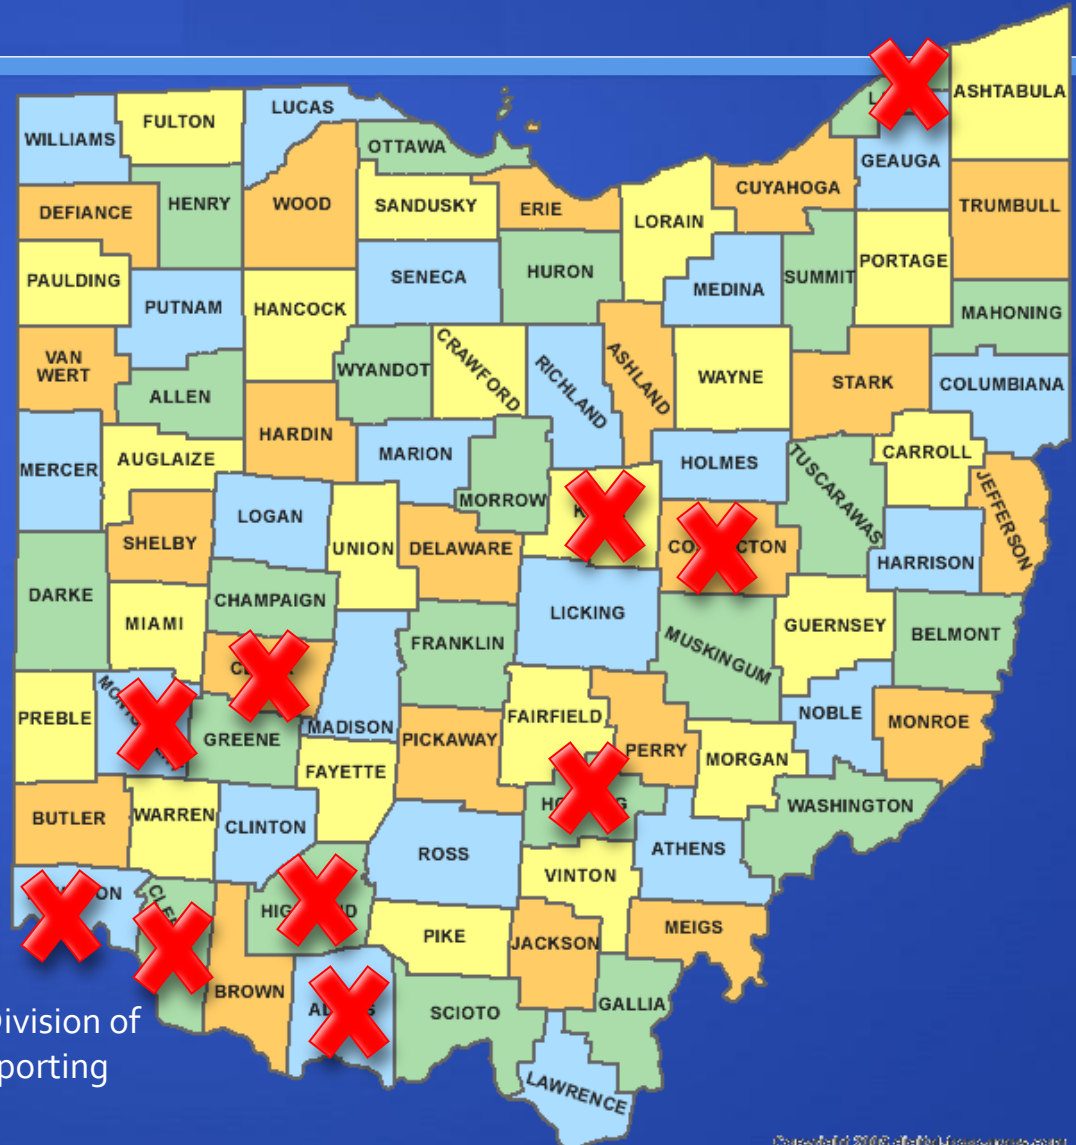 ASHTABULA
LUCAS
WILLIAMS
FULTON
OTTAWA
GEAUGA
CUYAHOGA
DEFIANCE
HENRY
WOOD
SANDUSKY
ERIE
LORAIN
TRUMBULL
PAULDING
PUTNAM
HANCOCK
SENECA
HURON
MEDINA
SUMMIT
PORTAGE
MAHONING
VAN
WERT
ALLEN
WYANDOT
CRAWFORD
RICHLAND
ASHLAND
WAYNE
STARK
COLUMBIANA
MERCER
AUGLAIZE
HARDIN
MARION
MORROW
HOLMES
TUSCARAWAS
CARROLL
JEFFERSON
SHELBY
LOGAN
UNION
DELAWARE
HARRISON
DARKE
MIAMI
CHAMPAIGN
FRANKLIN
LICKING
MUSKINGUM
GUERNSEY
BELMONT
PREBLE
GREENE
MADISON
PICKAWAY
FAIRFIELD
PERRY
MORGAN
NOBLE
MONROE
FAYETTE
BUTLER
WARREN
CLINTON
ROSS
VINTON
ATHENS
WASHINGTON
PIKE
JACKSON
MEIGS
BROWN
SCIOTO
GALLIA
LAWRENCE
Division of
porting